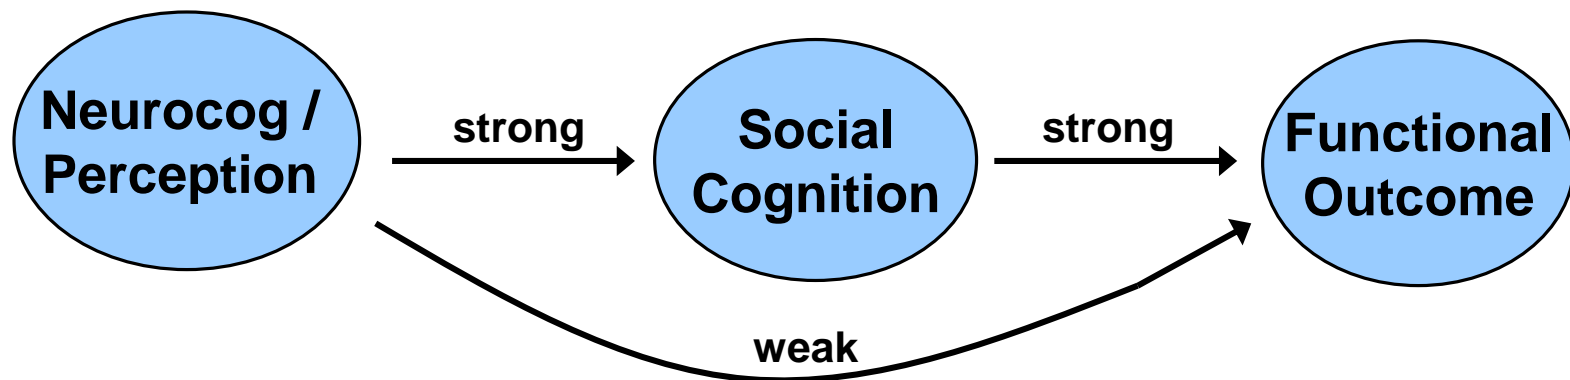 Neurocog /
Perception
strong
Social
Cognition
strong
Functional
Outcome
weak